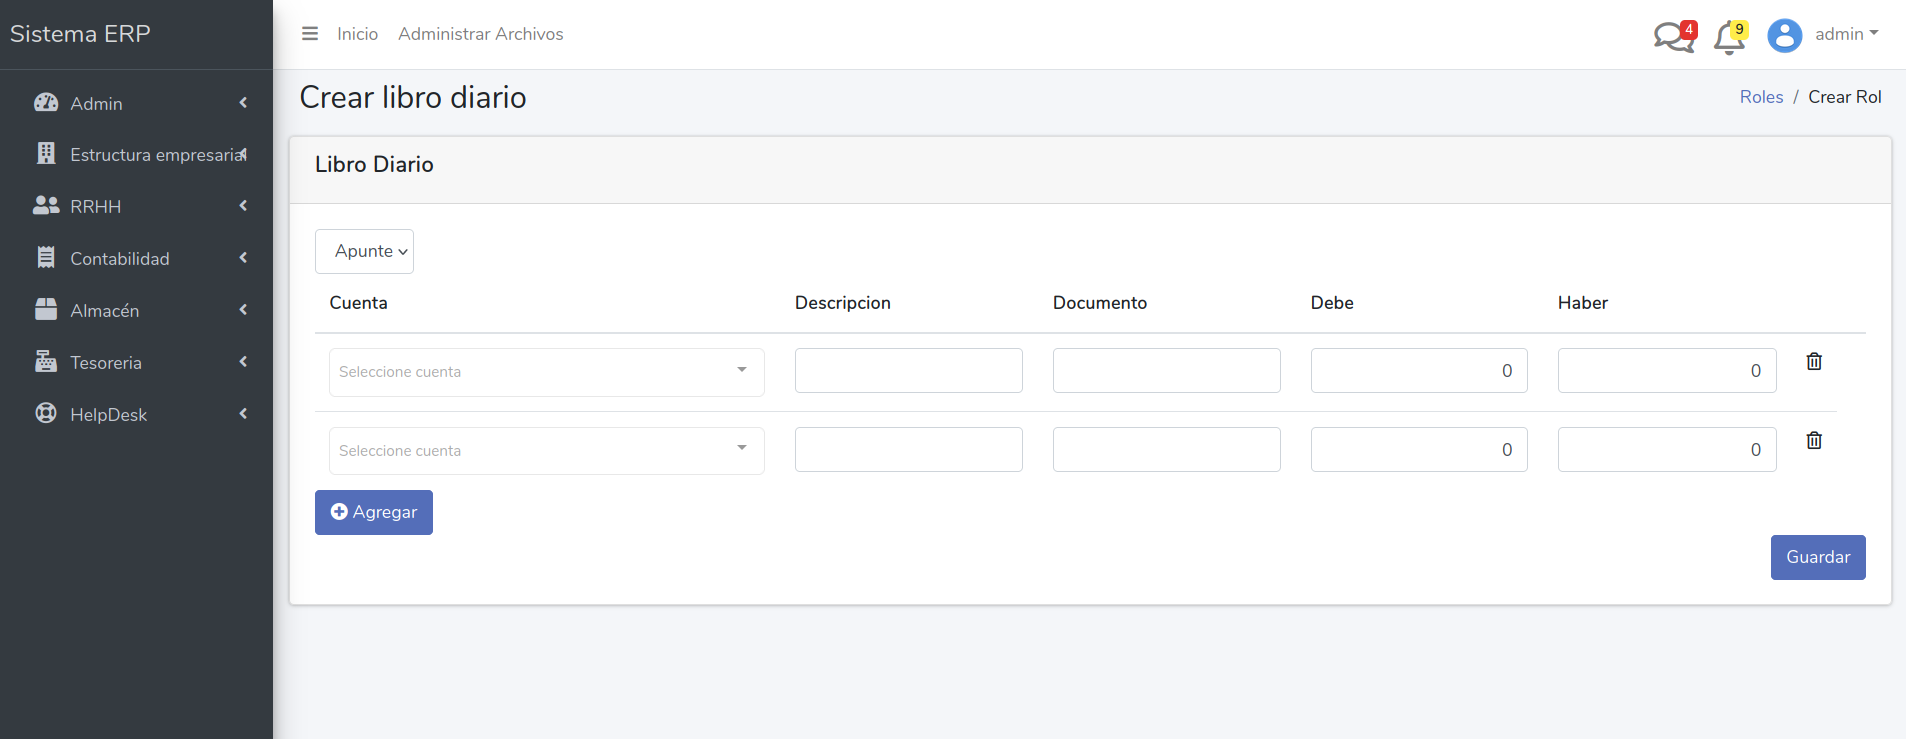 Sistema ERP
Inicio Administrar Archivos 4 9 admin
Crear libro diario
Roles / Crear Rol
Admin
Estructura empresarial
RRHH
Contabilidad
Almacén
Tesoreria
HelpDesk
Libro Diario
Apunte
Cuenta Descripcion Documento Debe Haber
Seleccione cuenta 0 0
Seleccione cuenta 0 0
Agregar
Guardar